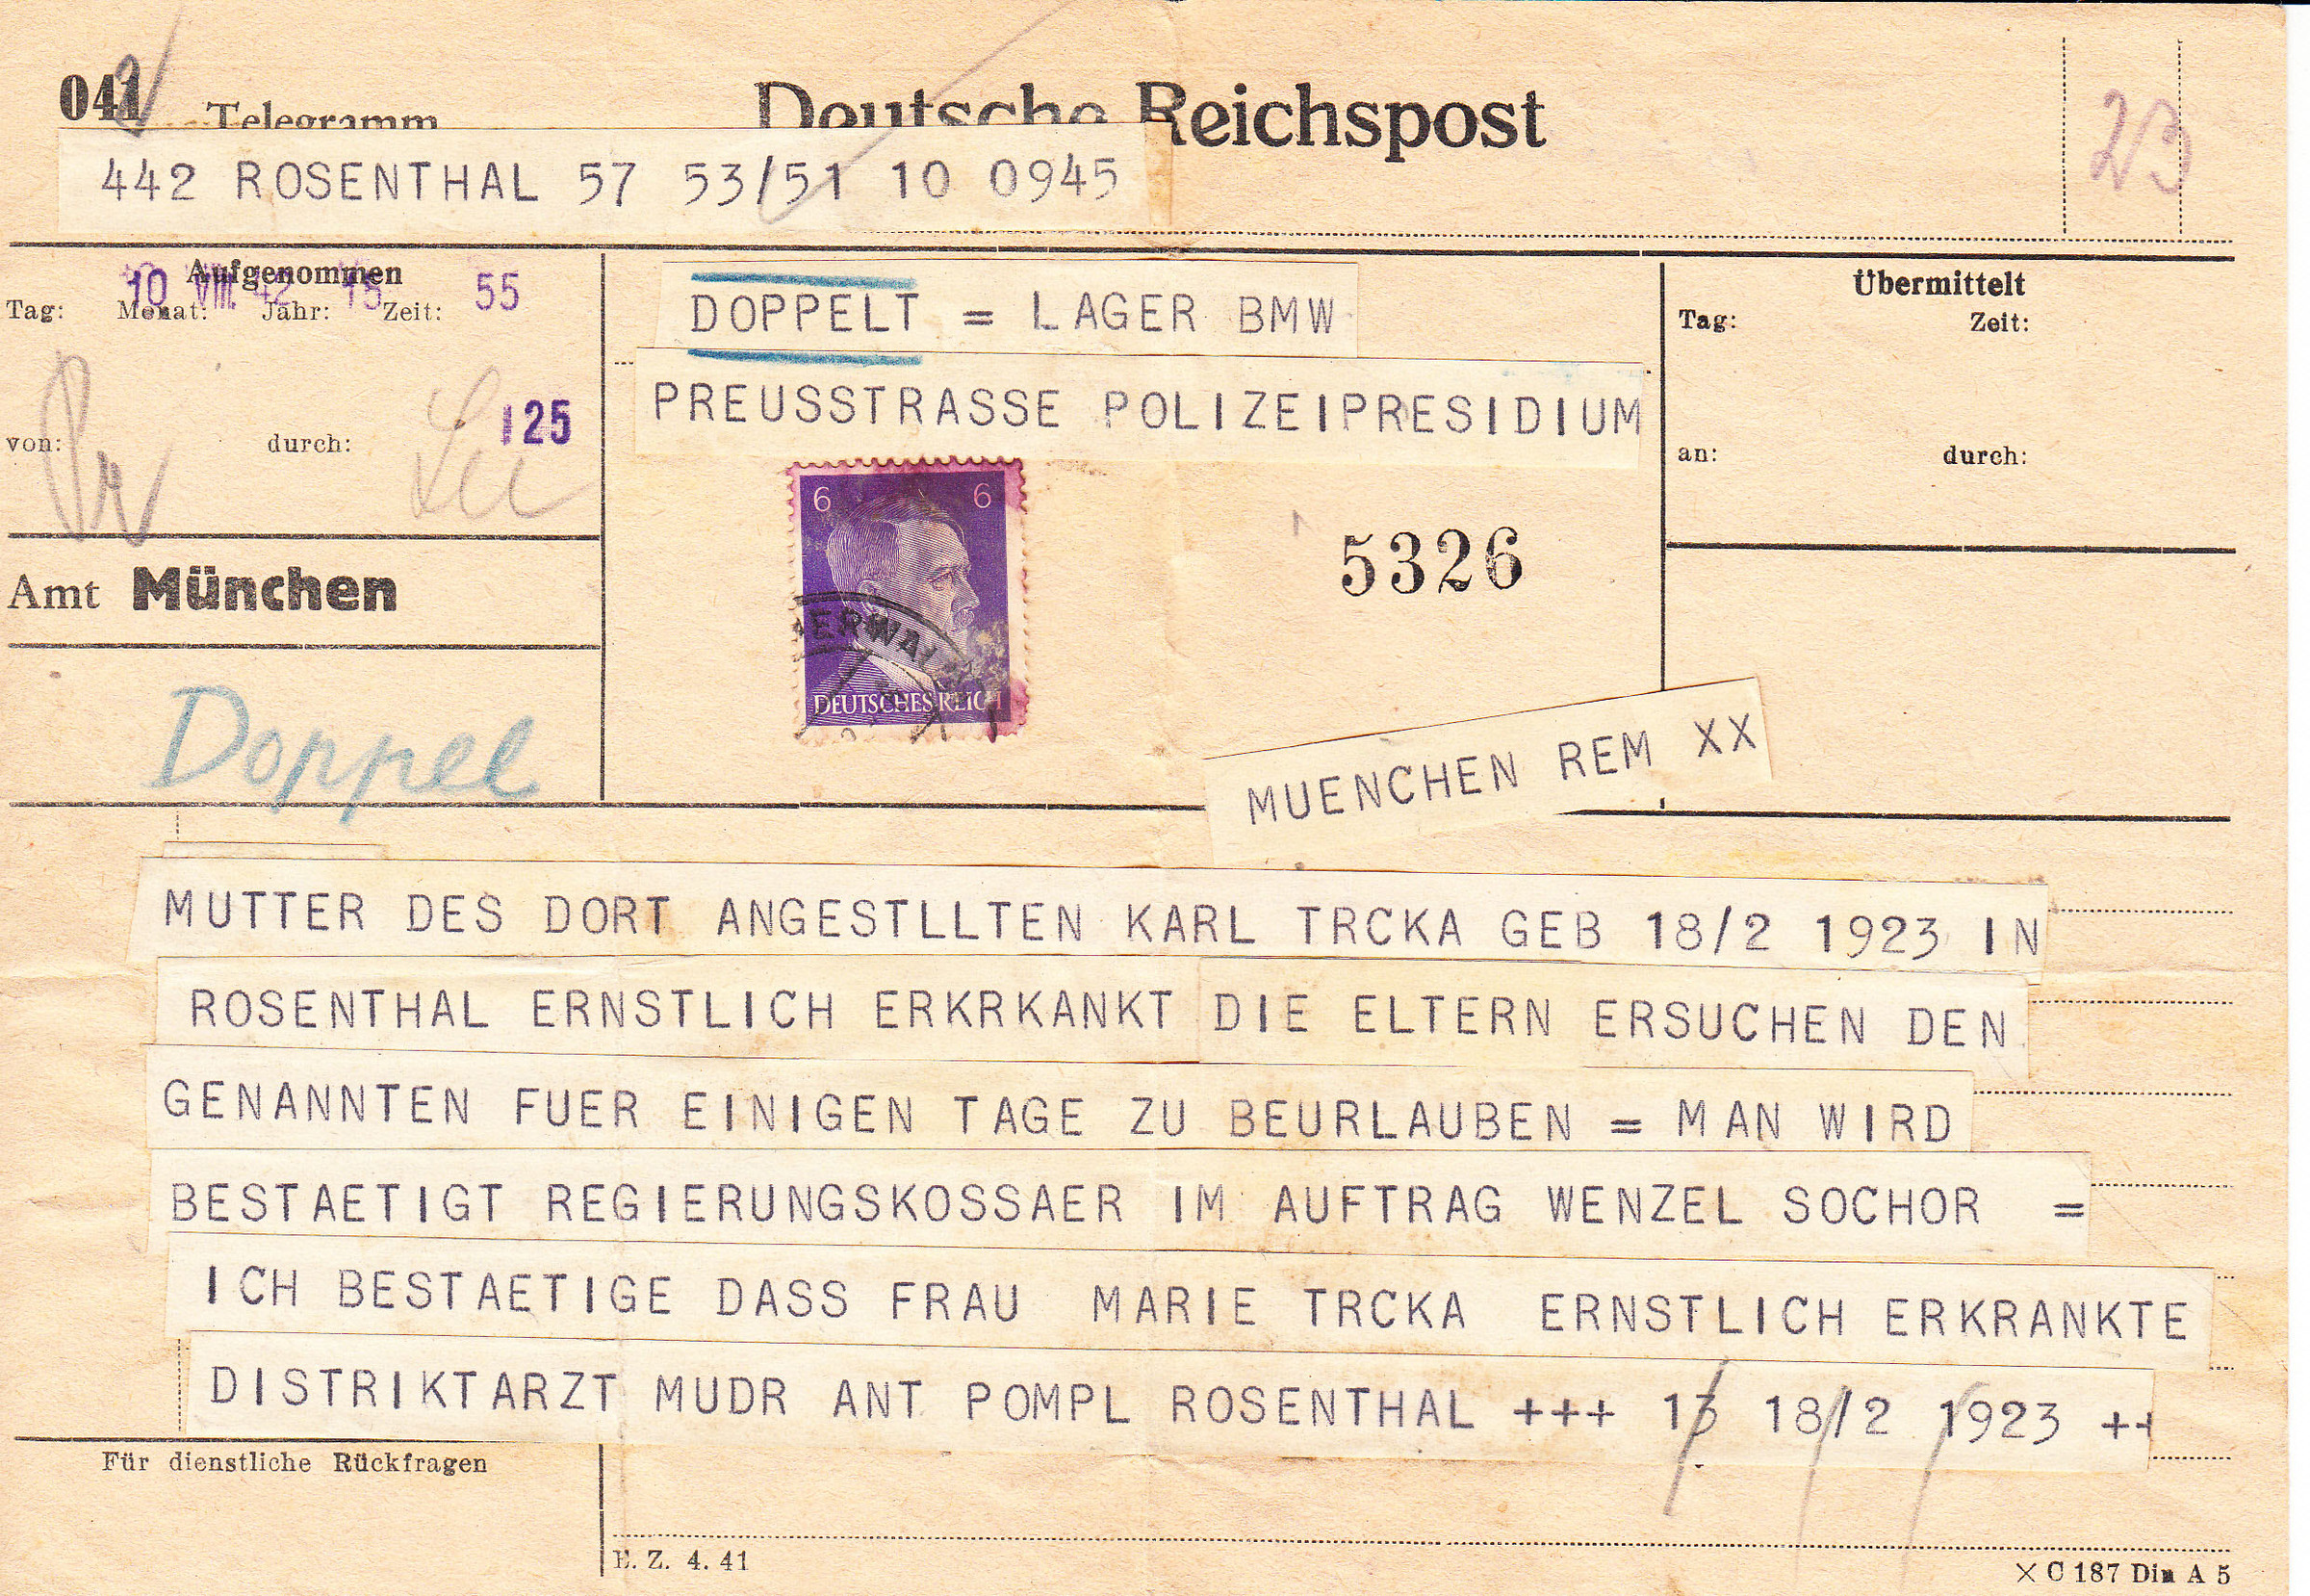 041 Telegramm Deutsche Reichspost
23
442 ROSENTHAL 57 53/51 10 0945
Aufgenommen
Tag: Monat: Jahr: Zeit:
10 VIII. 42 15 55
von: durch:
125
Amt München
Doppel
DOPPELT = LAGER BMW
PREUSSTRASSE POLIZEIPRESIDIUM
6 6
DEUTSCHES REICH
5326
MUENCHEN REM XX
Übermittelt
Tag: Zeit:
an: durch:
MUTTER DES DORT ANGESTLLTEN KARL TRCKA GEB 18/2 1923 IN
ROSENTHAL ERNSTLICH ERKRKANKT DIE ELTERN ERSUCHEN DEN
GENANNTEN FUER EINIGEN TAGE ZU BEURLAUBEN = MAN WIRD
BESTAETIGT REGIERUNGSKOSSAER IM AUFTRAG WENZEL SOCHOR =
ICH BESTAETIGE DASS FRAU MARIE TRCKA ERNSTLICH ERKRANKTE
DISTRIKTARZT MUDR ANT POMPL ROSENTHAL +++ 13 18/2 1923 ++
Für dienstliche Rückfragen
E. Z. 4. 41
X C 187 Din A 5